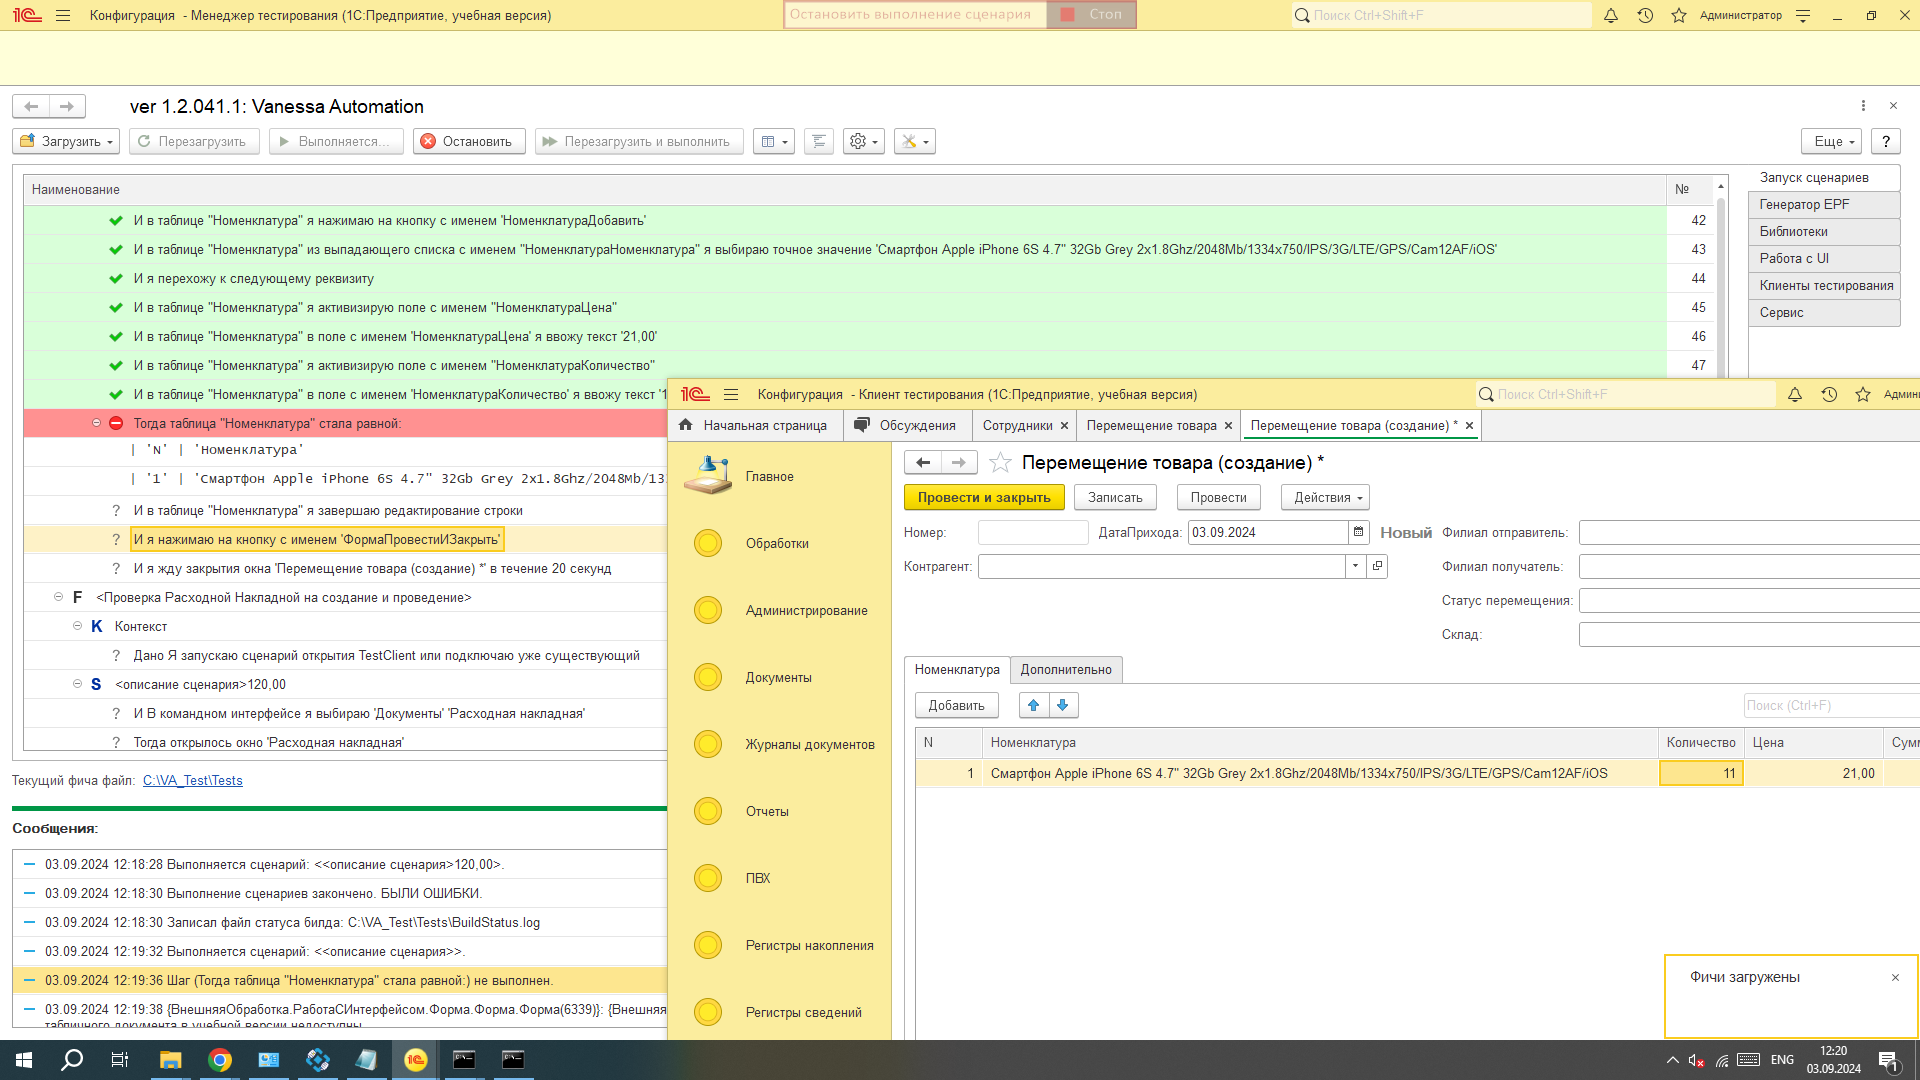 Конфигурация - Менеджер тестирования (1С:Предприятие, учебная версия)
Остановить выполнение сценария
Стоп
Поиск Ctrl+Shift+F
Администратор
ver 1.2.041.1: Vanessa Automation
Загрузить
Перезагрузить
Выполняется...
Остановить
Перезагрузить и выполнить
Еще
?
Наименование
№
И в таблице "Номенклатура" я нажимаю на кнопку с именем 'НоменклатураДобавить'
42
И в таблице "Номенклатура" из выпадающего списка с именем "НоменклатураНоменклатура" я выбираю точное значение 'Смартфон Apple iPhone 6S 4.7" 32Gb Grey 2x1.8Ghz/2048Mb/1334x750/IPS/3G/LTE/GPS/Cam12AF/iOS'
43
И я перехожу к следующему реквизиту
44
И в таблице "Номенклатура" я активизирую поле с именем "НоменклатураЦена"
45
И в таблице "Номенклатура" в поле с именем 'НоменклатураЦена' я ввожу текст '21,00'
46
И в таблице "Номенклатура" я активизирую поле с именем "НоменклатураКоличество"
47
И в таблице "Номенклатура" в поле с именем 'НоменклатураКоличество' я ввожу текст '1
Тогда таблица "Номенклатура" стала равной:
| 'N' | 'Номенклатура'
| '1' | 'Смартфон Apple iPhone 6S 4.7" 32Gb Grey 2x1.8Ghz/2048Mb/13
? И в таблице "Номенклатура" я завершаю редактирование строки
? И я нажимаю на кнопку с именем 'ФормаПровестиИЗакрыть'
? И я жду закрытия окна 'Перемещение товара (создание) *' в течение 20 секунд
F <Проверка Расходной Накладной на создание и проведение>
K Контекст
? Дано Я запускаю сценарий открытия TestClient или подключаю уже существующий
S <описание сценария>120,00
? И В командном интерфейсе я выбираю 'Документы' 'Расходная накладная'
? Тогда открылось окно 'Расходная накладная'
Запуск сценариев
Генератор EPF
Библиотеки
Работа с UI
Клиенты тестирования
Сервис
Текущий фича файл: C:\VA_Test\Tests
Сообщения:
03.09.2024 12:18:28 Выполняется сценарий: <<описание сценария>120,00>.
03.09.2024 12:18:30 Выполнение сценариев закончено. БЫЛИ ОШИБКИ.
03.09.2024 12:18:30 Записал файл статуса билда: C:\VA_Test\Tests\BuildStatus.log
03.09.2024 12:19:32 Выполняется сценарий: <<описание сценария>>.
03.09.2024 12:19:36 Шаг (Тогда таблица "Номенклатура" стала равной:) не выполнен.
03.09.2024 12:19:38 {ВнешняяОбработка.РаботаСИнтерфейсом.Форма.Форма.Форма(6339)}: {Внешняя
табличного документа в учебной версии недоступны
Конфигурация - Клиент тестирования (1С:Предприятие, учебная версия)
Поиск Ctrl+Shift+F
Админи
Начальная страница
Обсуждения
Сотрудники
Перемещение товара
Перемещение товара (создание) *
Главное
Обработки
Администрирование
Документы
Журналы документов
Отчеты
ПВХ
Регистры накопления
Регистры сведений
Перемещение товара (создание) *
Провести и закрыть
Записать
Провести
Действия
Номер:
ДатаПрихода: 03.09.2024
Новый
Филиал отправитель:
Контрагент:
Филиал получатель:
Статус перемещения:
Склад:
Номенклатура
Дополнительно
Добавить
Поиск (Ctrl+F)
N
Номенклатура
Количество
Цена
Сумм
1
Смартфон Apple iPhone 6S 4.7" 32Gb Grey 2x1.8Ghz/2048Mb/1334x750/IPS/3G/LTE/GPS/Cam12AF/iOS
11
21,00
Фичи загружены
ENG
12:20
03.09.2024
1